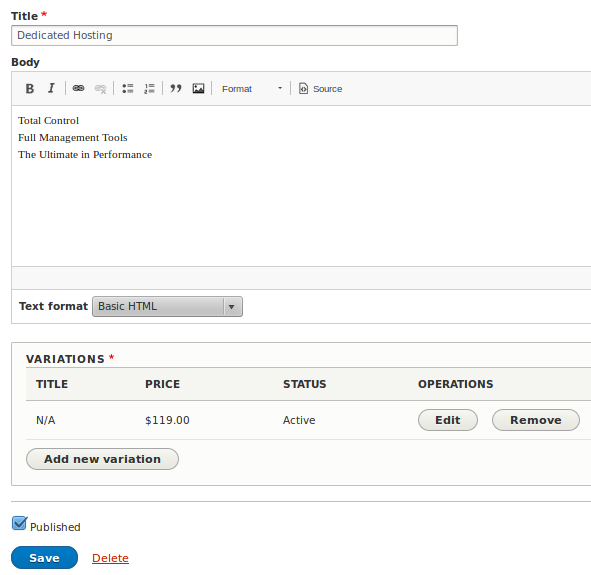 Title *
Dedicated Hosting
Body
B I Format Source
Total Control
Full Management Tools
The Ultimate in Performance
Text format Basic HTML
VARIATIONS *
TITLE PRICE STATUS OPERATIONS
N/A $119.00 Active Edit Remove
Add new variation
Published
Save Delete